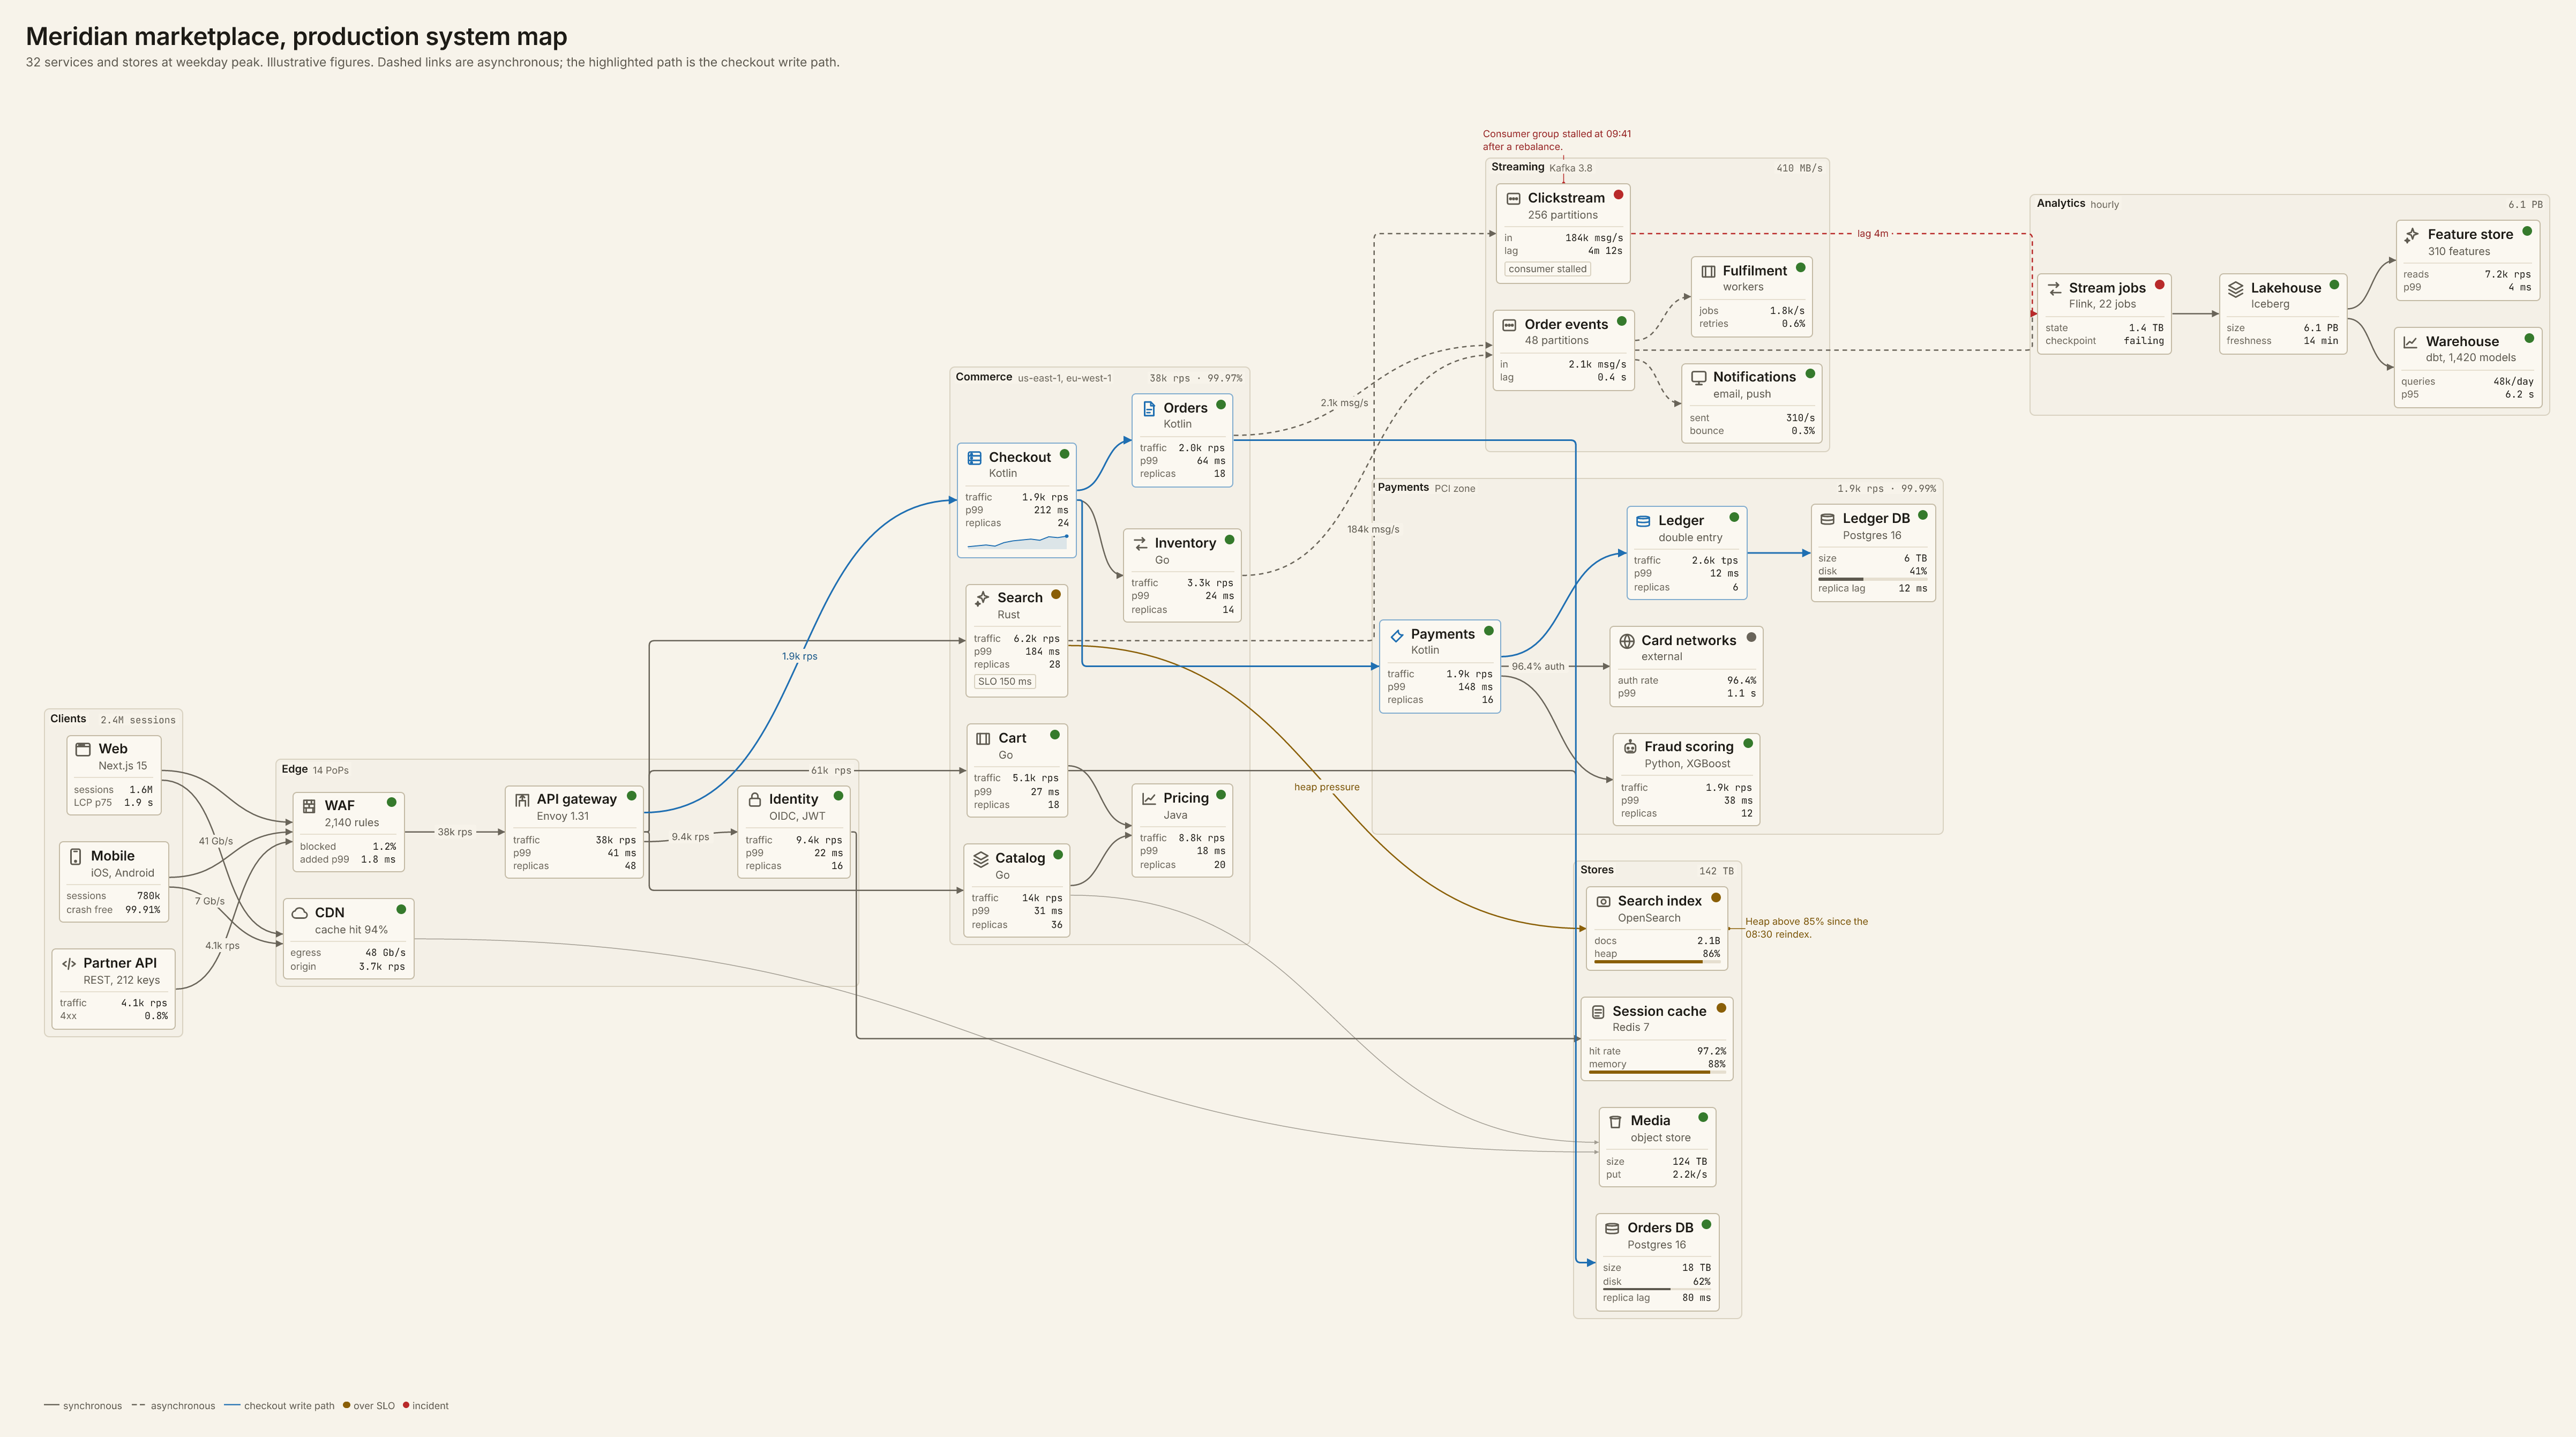 Meridian marketplace, production system map
32 services and stores at weekday peak. Illustrative figures. Dashed links are asynchronous; the highlighted path is the checkout write path.
Clients 2.4M sessions
Web
Next.js 15
sessions 1.6M
LCP p75 1.9 s
Mobile
iOS, Android
sessions 780k
crash free 99.91%
Partner API
REST, 212 keys
traffic 4.1k rps
4xx 0.8%
41 Gb/s
7 Gb/s
4.1k rps
Edge 14 PoPs
WAF
2,140 rules
blocked 1.2%
added p99 1.8 ms
CDN
cache hit 94%
egress 48 Gb/s
origin 3.7k rps
38k rps
API gateway
Envoy 1.31
traffic 38k rps
p99 41 ms
replicas 48
9.4k rps
Identity
OIDC, JWT
traffic 9.4k rps
p99 22 ms
replicas 16
1.9k rps
61k rps
Commerce us-east-1, eu-west-1 38k rps · 99.97%
Orders
Kotlin
traffic 2.0k rps
p99 64 ms
replicas 18
Checkout
Kotlin
traffic 1.9k rps
p99 212 ms
replicas 24
Inventory
Go
traffic 3.3k rps
p99 24 ms
replicas 14
Search
Rust
traffic 6.2k rps
p99 184 ms
replicas 28
SLO 150 ms
Cart
Go
traffic 5.1k rps
p99 27 ms
replicas 18
Pricing
Java
traffic 8.8k rps
p99 18 ms
replicas 20
Catalog
Go
traffic 14k rps
p99 31 ms
replicas 36
2.1k msg/s
184k msg/s
heap pressure
Consumer group stalled at 09:41
after a rebalance.
Streaming Kafka 3.8 410 MB/s
Clickstream
256 partitions
in 184k msg/s
lag 4m 12s
consumer stalled
Order events
48 partitions
in 2.1k msg/s
lag 0.4 s
Fulfilment
workers
jobs 1.8k/s
retries 0.6%
Notifications
email, push
sent 310/s
bounce 0.3%
lag 4m
Analytics hourly 6.1 PB
Stream jobs
Flink, 22 jobs
state 1.4 TB
checkpoint failing
Lakehouse
Iceberg
size 6.1 PB
freshness 14 min
Feature store
310 features
reads 7.2k rps
p99 4 ms
Warehouse
dbt, 1,420 models
queries 48k/day
p95 6.2 s
Payments PCI zone 1.9k rps · 99.99%
Payments
Kotlin
traffic 1.9k rps
p99 148 ms
replicas 16
96.4% auth
Ledger
double entry
traffic 2.6k tps
p99 12 ms
replicas 6
Ledger DB
Postgres 16
size 6 TB
disk 41%
replica lag 12 ms
Card networks
external
auth rate 96.4%
p99 1.1 s
Fraud scoring
Python, XGBoost
traffic 1.9k rps
p99 38 ms
replicas 12
Stores 142 TB
Search index
OpenSearch
docs 2.1B
heap 86%
Heap above 85% since the
08:30 reindex.
Session cache
Redis 7
hit rate 97.2%
memory 88%
Media
object store
size 124 TB
put 2.2k/s
Orders DB
Postgres 16
size 18 TB
disk 62%
replica lag 80 ms
synchronous asynchronous checkout write path over SLO incident